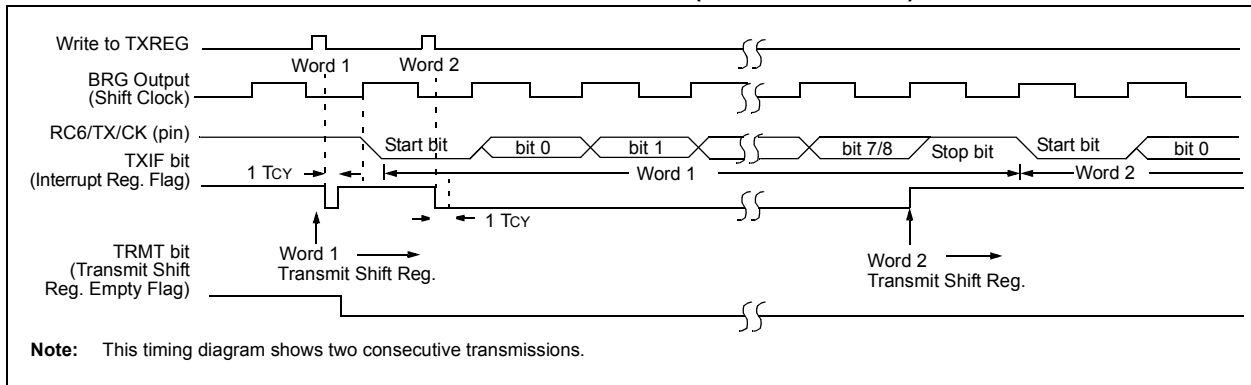 Write to TXREG
Word 1 Word 2
BRG Output
(Shift Clock)
RC6/TX/CK (pin)
Start bit bit 0 bit 1 bit 7/8 Stop bit Start bit bit 0
TXIF bit
(Interrupt Reg. Flag)
1 TCY
Word 1 Word 2
1 TCY
TRMT bit
(Transmit Shift
Reg. Empty Flag)
Word 1
Transmit Shift Reg.
Word 2
Transmit Shift Reg.
Note: This timing diagram shows two consecutive transmissions.